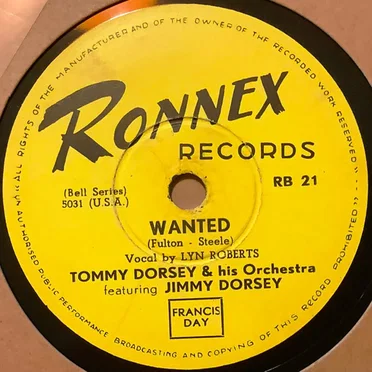 ALL RIGHTS OF THE MANUFACTURER AND OF THE OWNER OF THE RECORDED WORK RESERVED
UNAUTHORISED PUBLIC PERFORMANCE BROADCASTING AND COPYING OF THIS RECORD PROHIBITED
RONNEX
RECORDS
(Bell Series)
5031 (U.S.A.)
RB 21
WANTED
(Fulton - Steele)
Vocal by LYN ROBERTS
TOMMY DORSEY & his Orchestra
featuring JIMMY DORSEY
FRANCIS
DAY